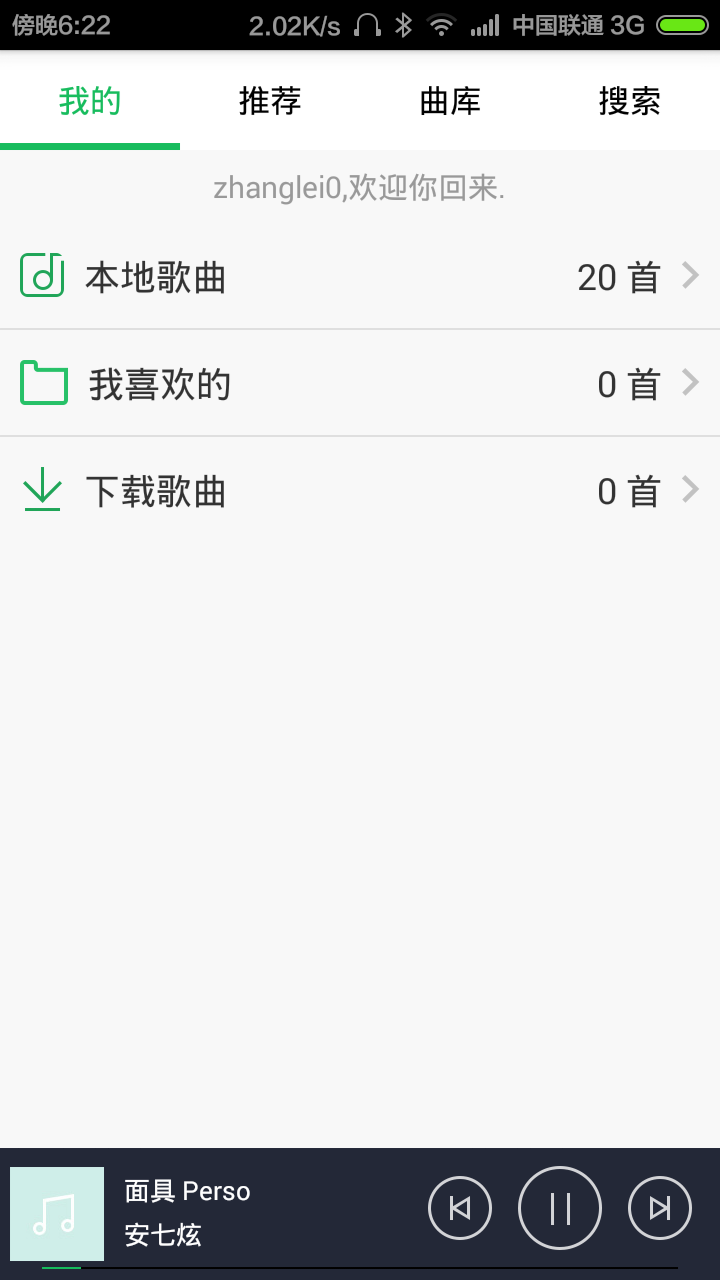 傍晚6:22 2.02K/s 中国联通 3G
我的 推荐 曲库 搜索
zhanglei0,欢迎你回来.
本地歌曲 20 首
我喜欢的 0 首
下载歌曲 0 首
面具 Perso
安七炫